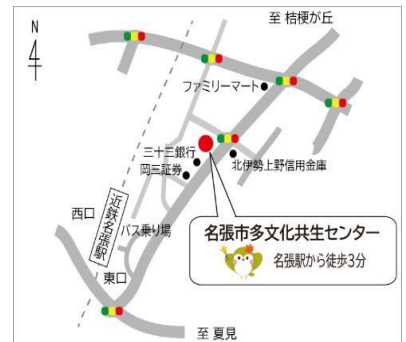 N
至 桔梗が丘
ファミリーマート
三十三銀行
岡三証券
北伊勢上野信用金庫
西口
近鉄名張駅
バス乗り場
東口
名張市多文化共生センター
名張駅から徒歩3分
至 夏見